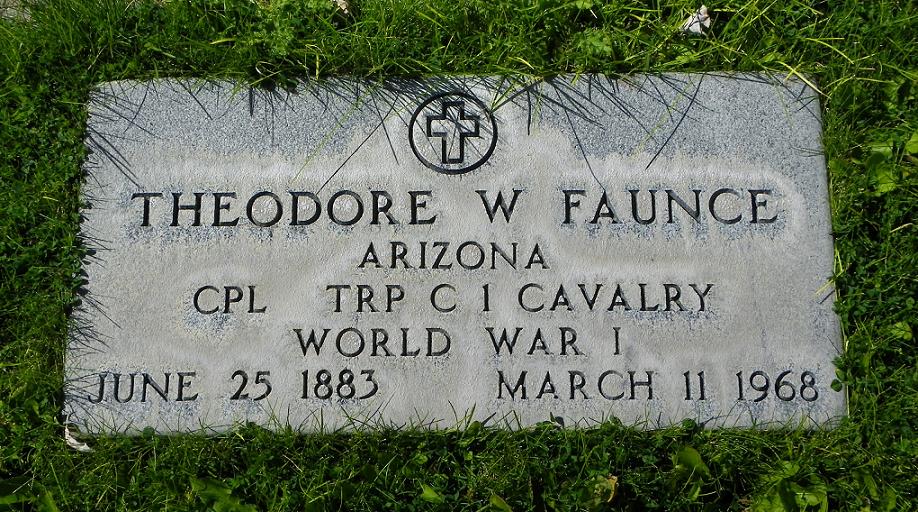 THEODORE W FAUNCE
ARIZONA
CPL TRP C 1 CAVALRY
WORLD WAR I
JUNE 25 1883 MARCH 11 1968